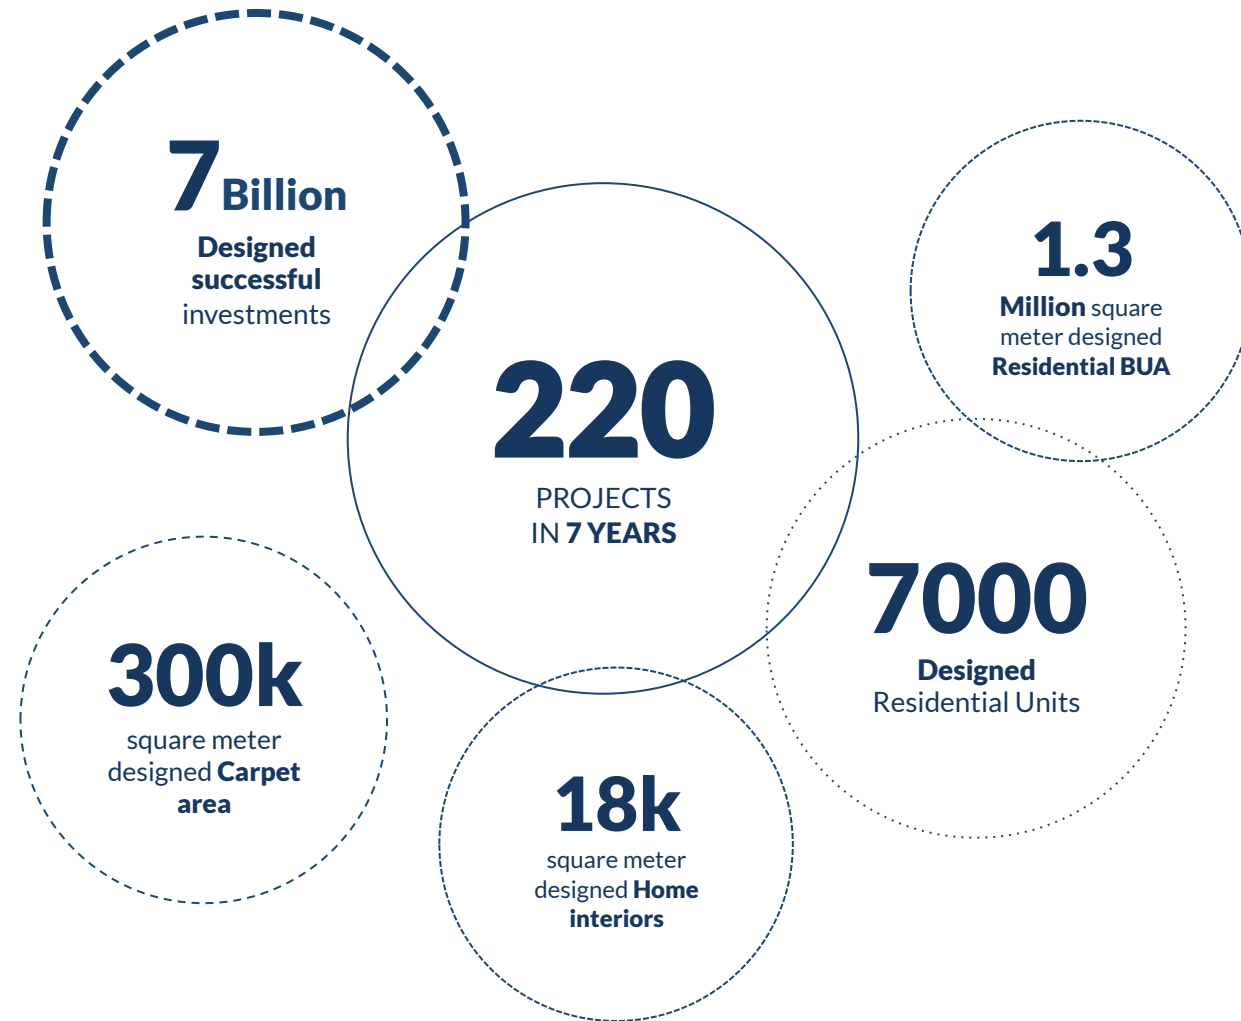 7 Billion
Designed
successful
investments
220
PROJECTS
IN 7 YEARS
1.3
Million square
meter designed
Residential BUA
7000
Designed
Residential Units
300k
square meter
designed Carpet
area
18k
square meter
designed Home
interiors